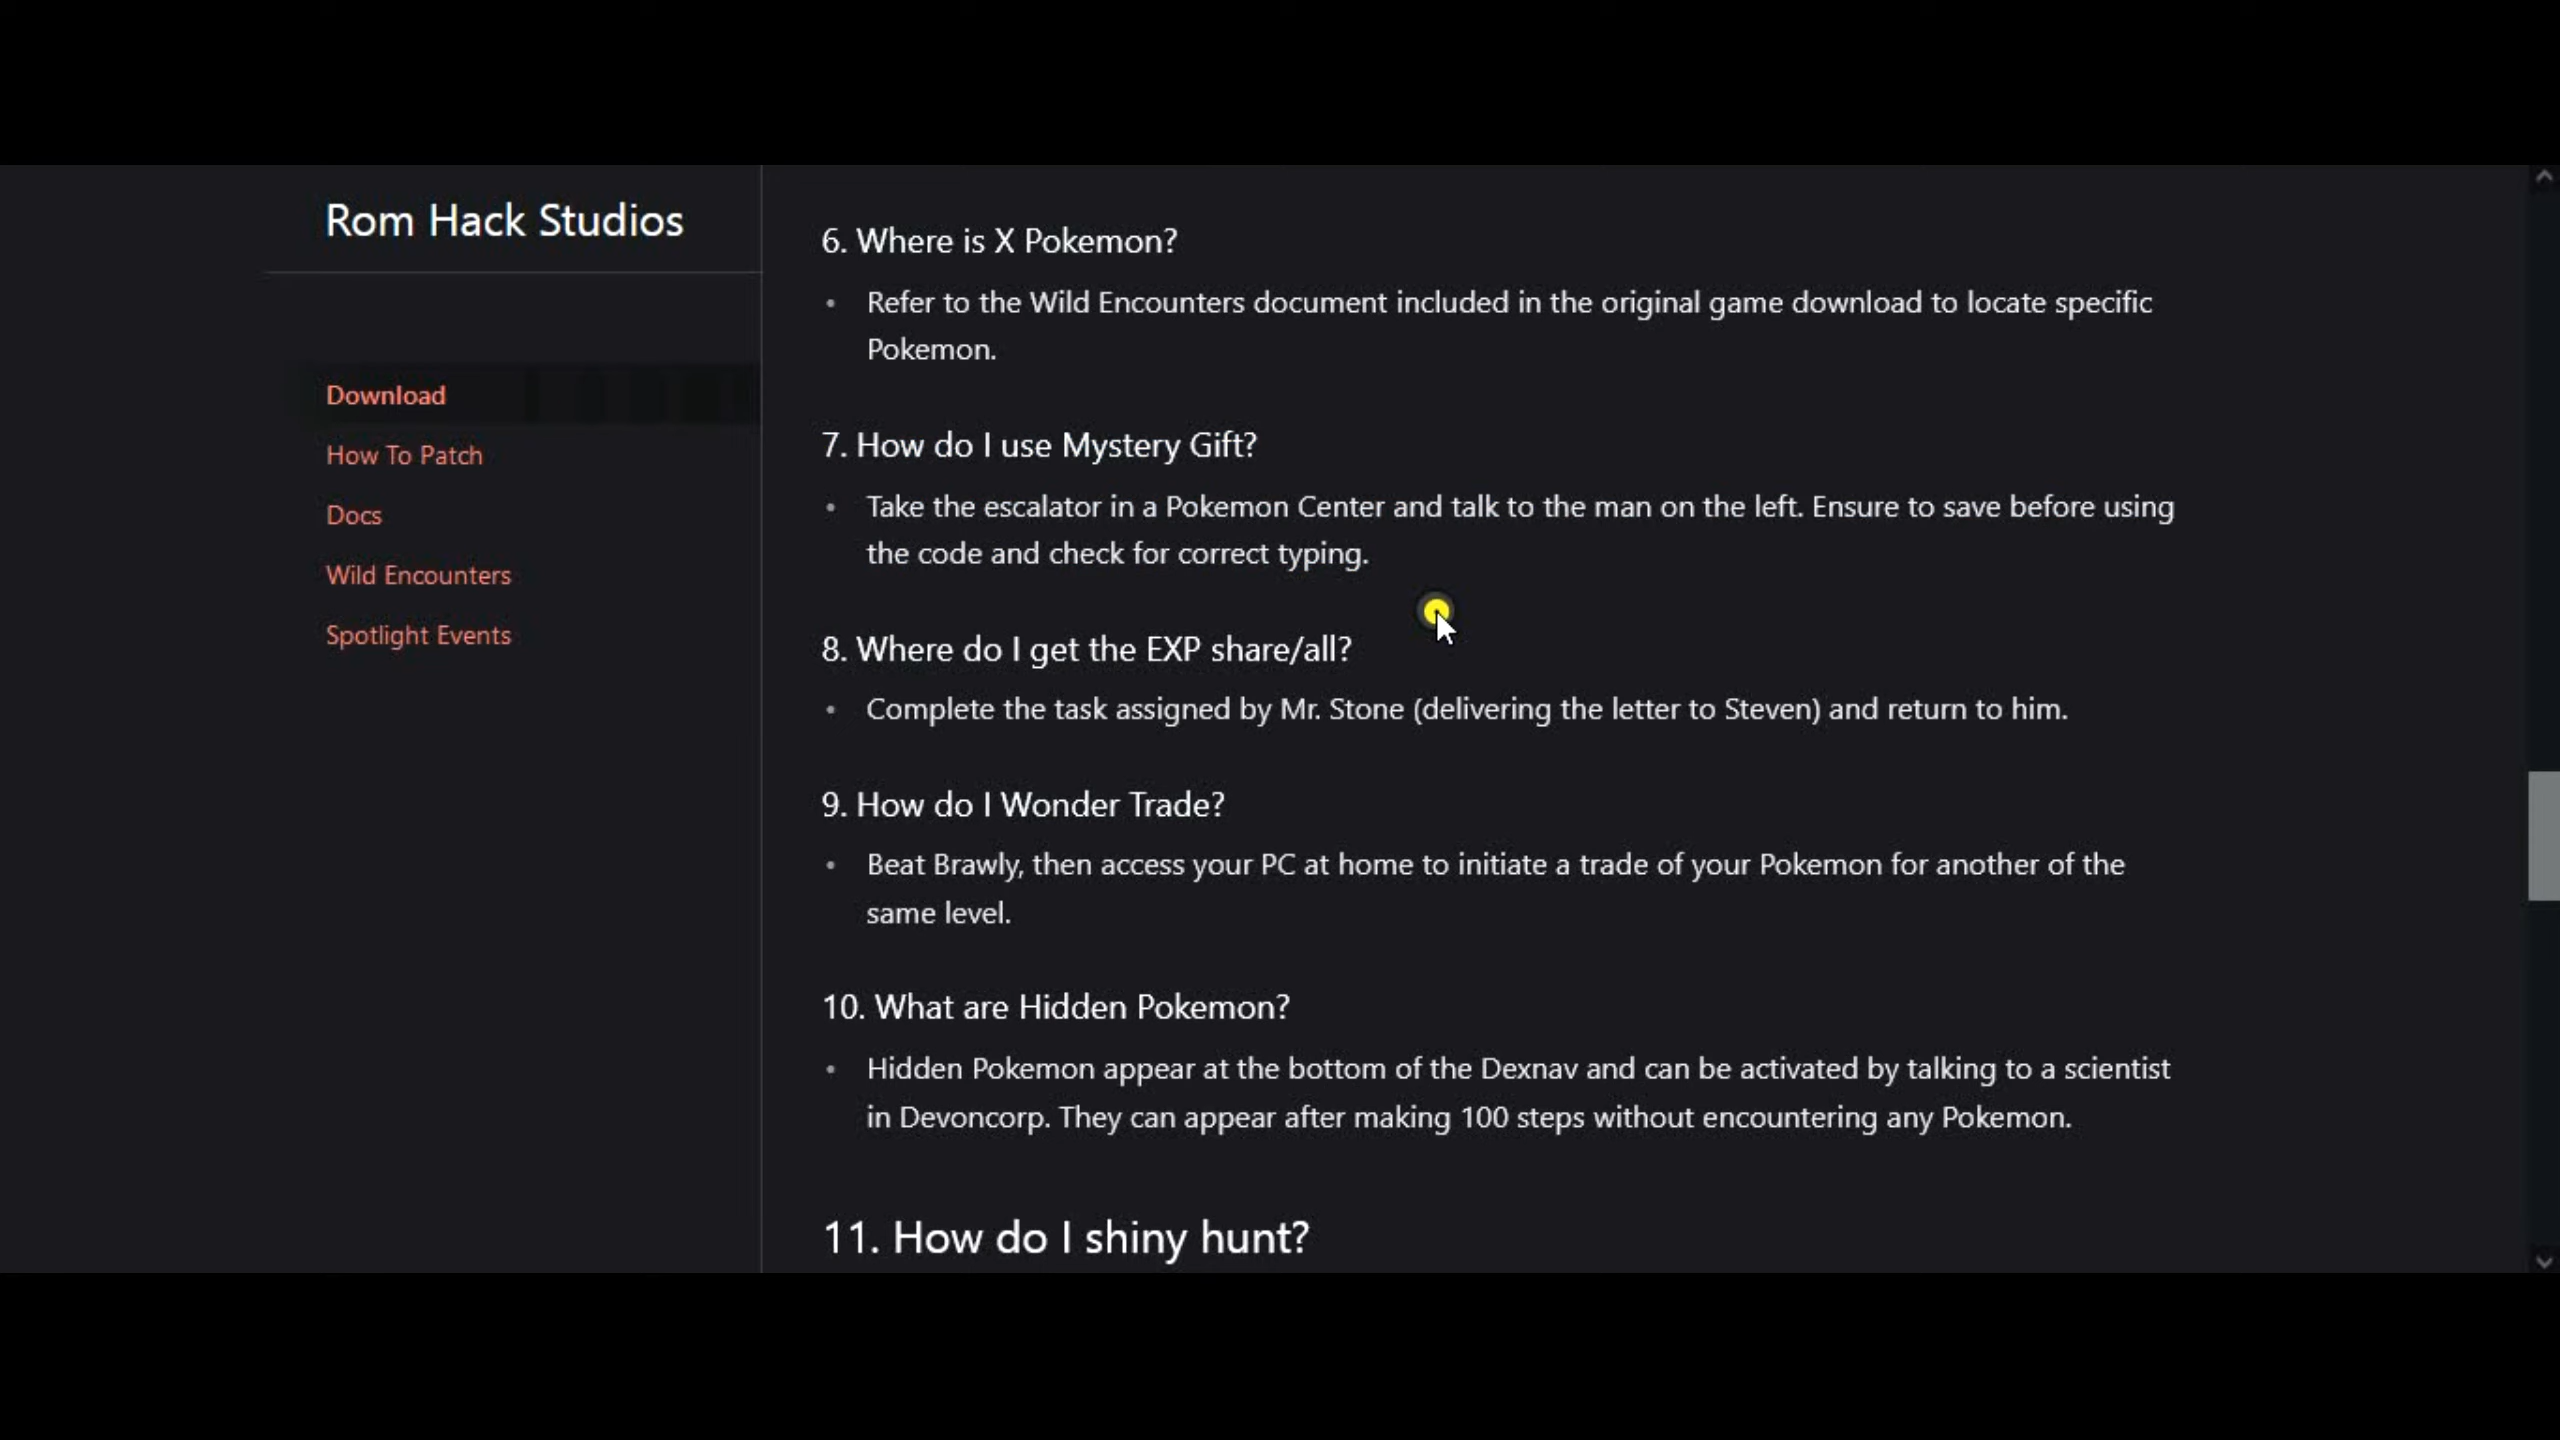 Rom Hack Studios
Download
How To Patch
Docs
Wild Encounters
Spotlight Events
6. Where is X Pokemon?
• Refer to the Wild Encounters document included in the original game download to locate specific
Pokemon.
7. How do I use Mystery Gift?
• Take the escalator in a Pokemon Center and talk to the man on the left. Ensure to save before using
the code and check for correct typing.
8. Where do I get the EXP share/all?
• Complete the task assigned by Mr. Stone (delivering the letter to Steven) and return to him.
9. How do I Wonder Trade?
• Beat Brawly, then access your PC at home to initiate a trade of your Pokemon for another of the
same level.
10. What are Hidden Pokemon?
• Hidden Pokemon appear at the bottom of the Dexnav and can be activated by talking to a scientist
in Devoncorp. They can appear after making 100 steps without encountering any Pokemon.
11. How do I shiny hunt?